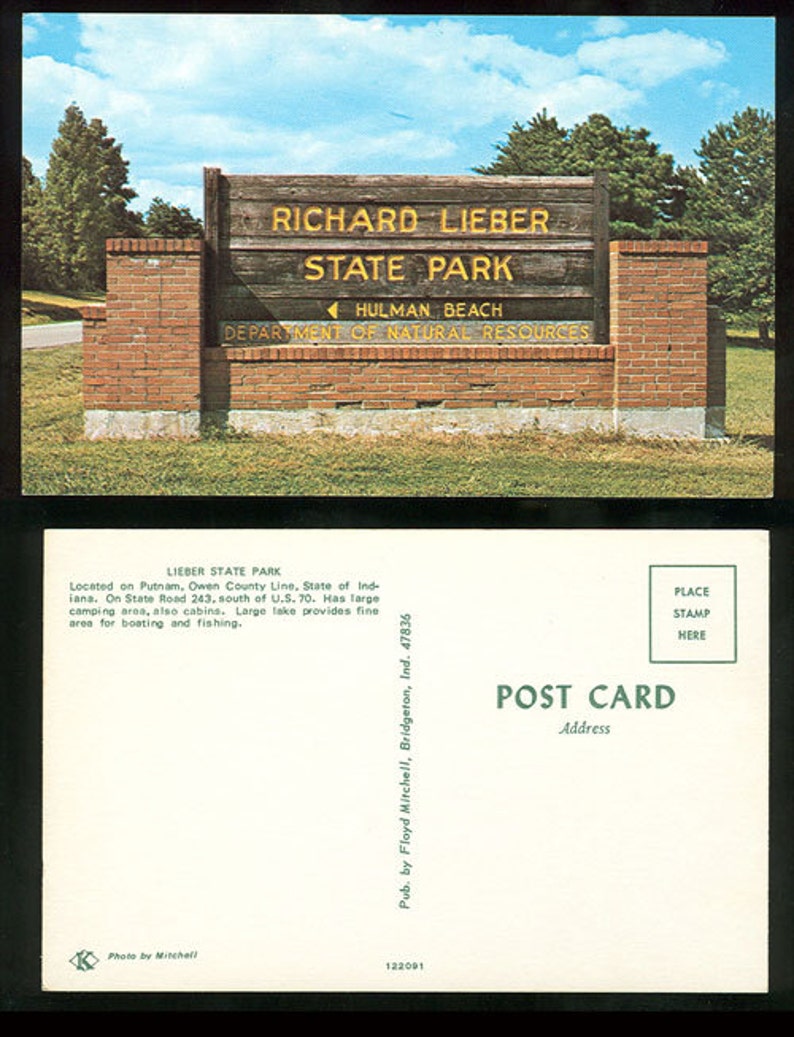 RICHARD LIEBER
STATE PARK
HULMAN BEACH
DEPARTMENT OF NATURAL RESOURCES
LIEBER STATE PARK
Located on Putnam, Owen County Line, State of Ind-
iana. On State Road 243, south of U.S. 70. Has large
camping area, also cabins. Large lake provides fine
area for boating and fishing.
Pub. by Floyd Mitchell, Bridgeton, Ind. 47836
PLACE
STAMP
HERE
POST CARD
Address
K
Photo by Mitchell
122091